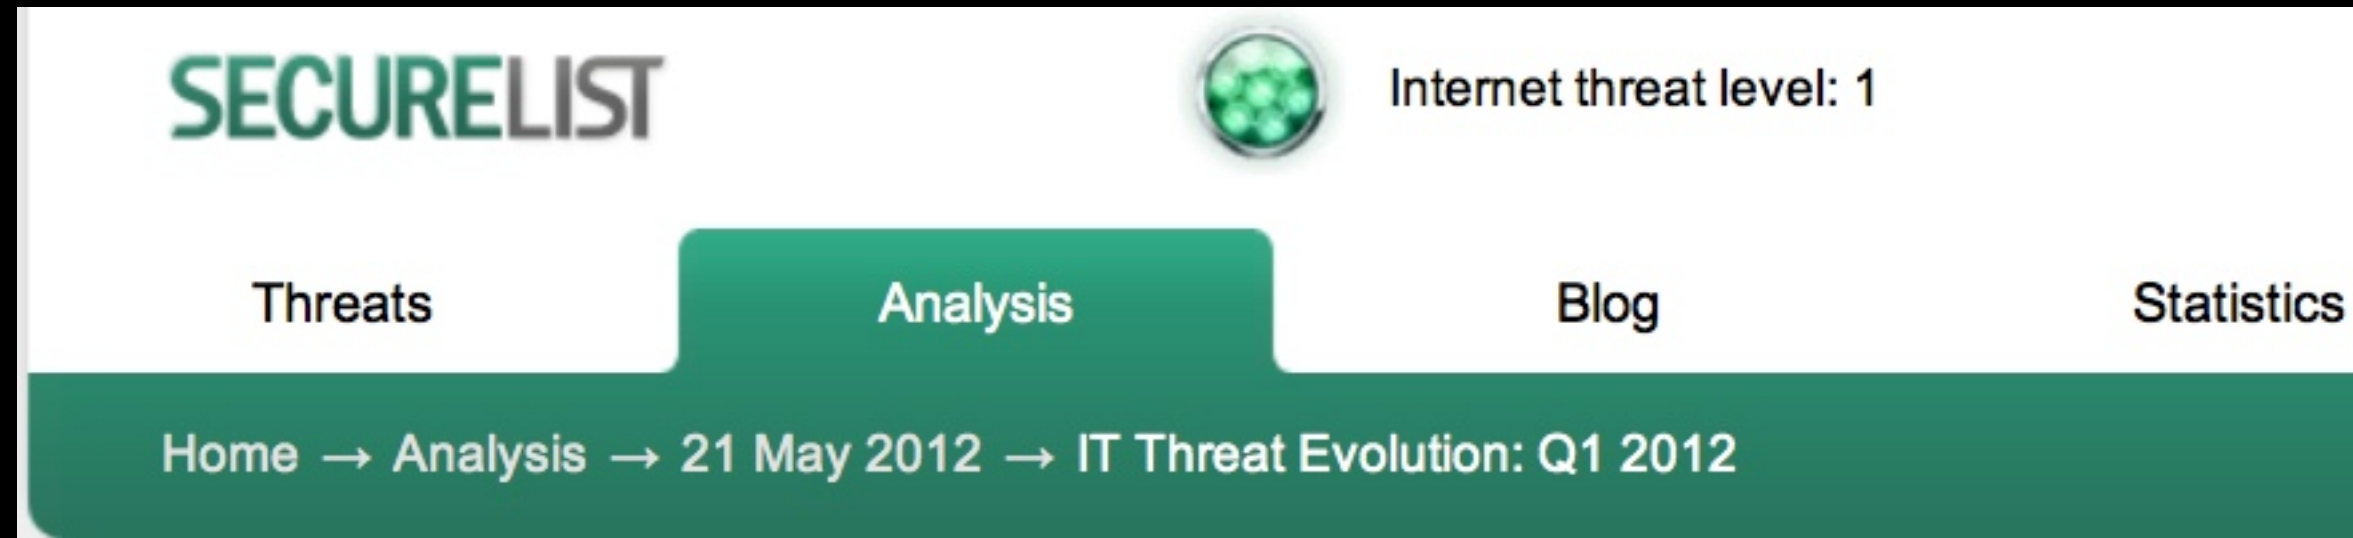 SECURELIST
Internet threat level: 1
Threats Analysis Blog Statistics
Home → Analysis → 21 May 2012 → IT Threat Evolution: Q1 2012